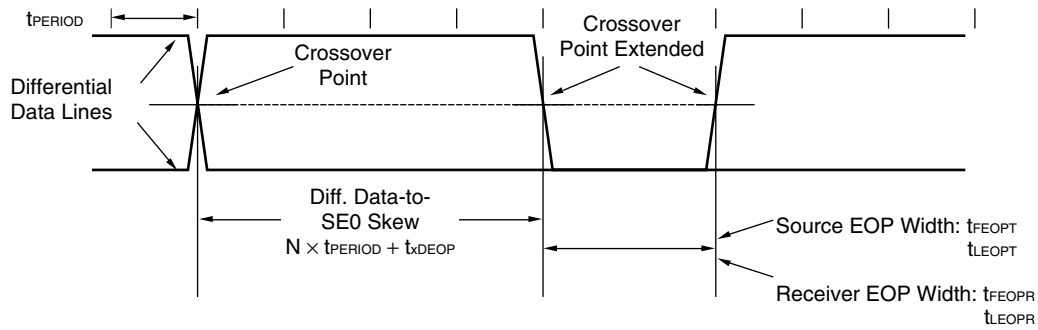 tPERIOD
Differential
Data Lines
Crossover
Point
Crossover
Point Extended
Diff. Data-to-
SE0 Skew
N × tPERIOD + txDEOP
Source EOP Width: tFEOPT
tLEOPT
Receiver EOP Width: tFEOPR
tLEOPR